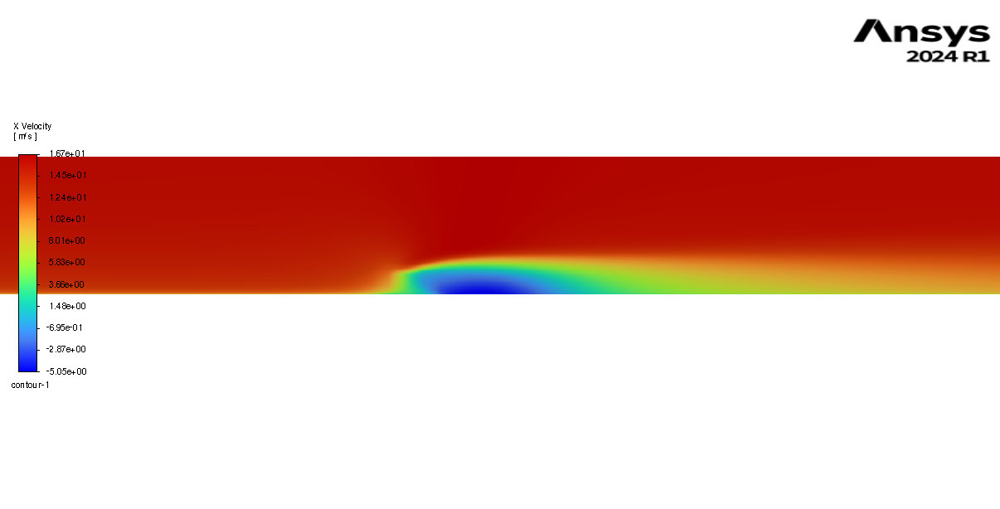 Ansys
2024 R1
X Velocity
[ m/s ]
1.67e+01
1.45e+01
1.24e+01
1.02e+01
8.01e+00
5.83e+00
3.66e+00
1.48e+00
-6.95e-01
-2.87e+00
-5.05e+00
contour-1